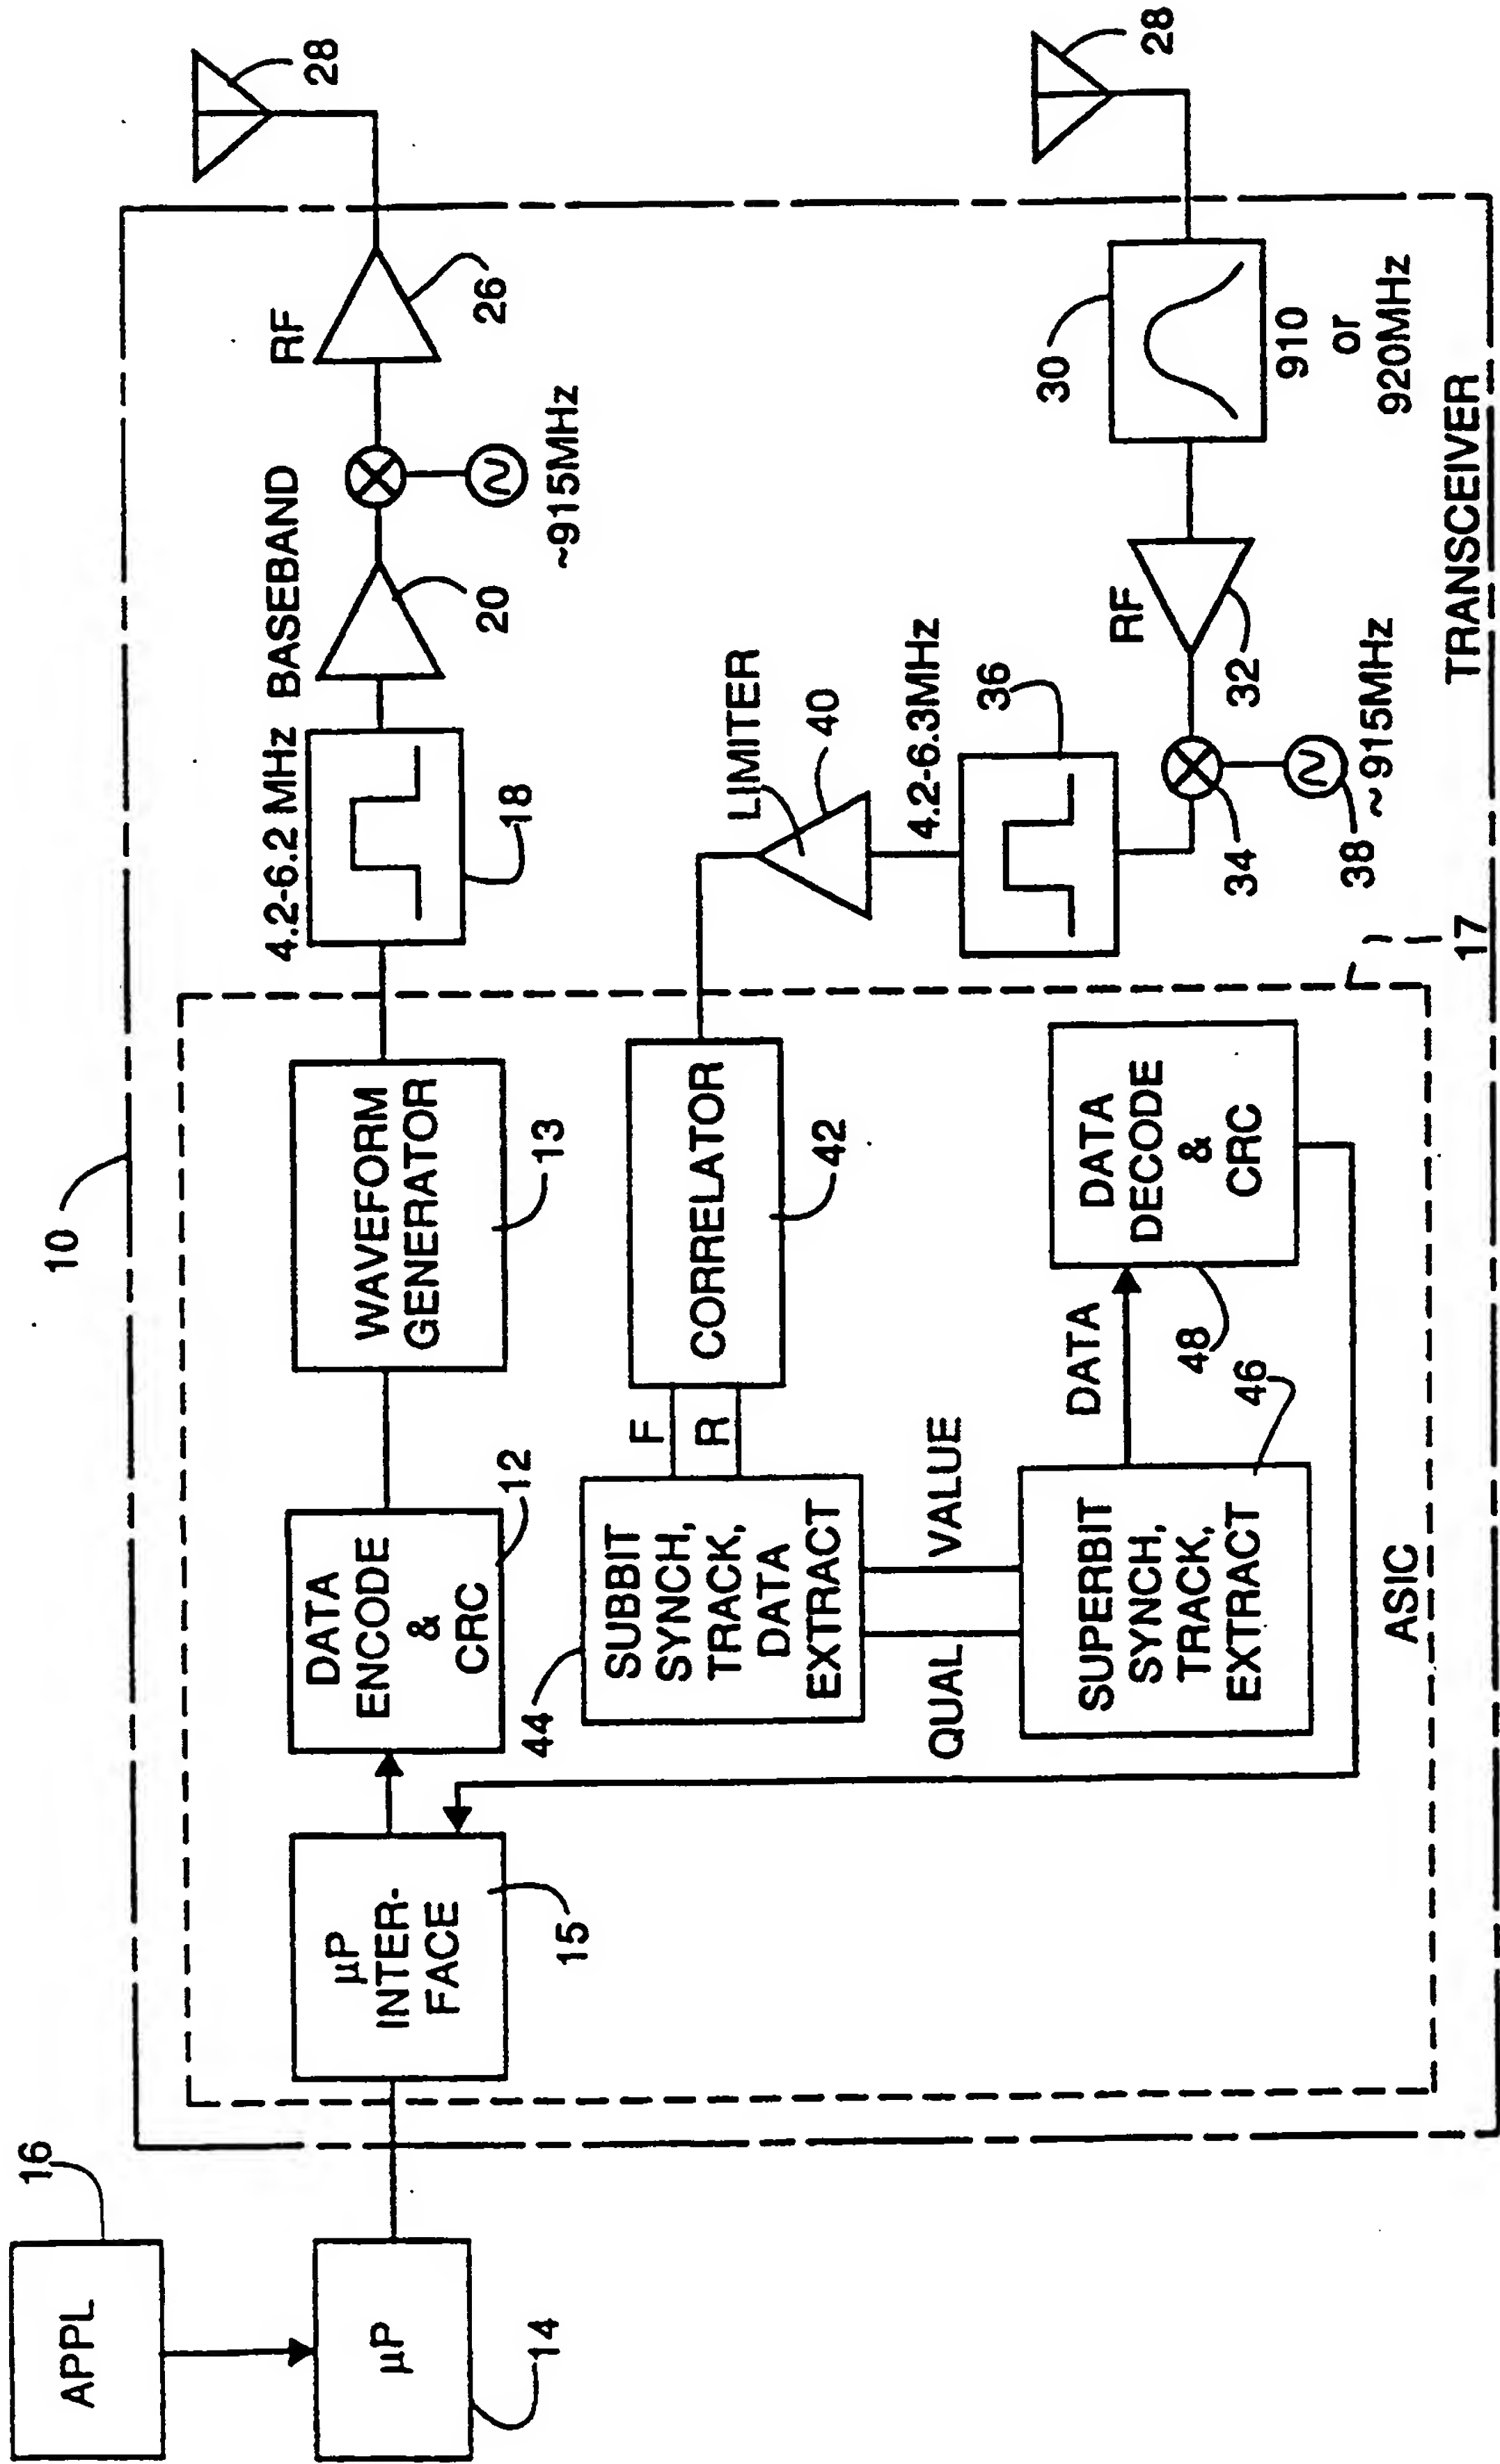 10
16
APPL
µP
14
µP
INTER-
FACE
15
DATA
ENCODE
&
CRC
12
WAVEFORM
GENERATOR
13
4.2-6.2 MHz
18
BASEBAND
20
~915MHz
RF
26
28
44
SUBBIT
SYNCH,
TRACK,
DATA
EXTRACT
F
R
CORRELATOR
42
LIMITER
40
4.2-6.3MHz
36
34
38
~915MHz
RF
32
30
910
or
920MHz
28
QUAL
VALUE
SUPERBIT
SYNCH,
TRACK,
EXTRACT
46
DATA
48
DATA
DECODE
&
CRC
ASIC
17
TRANSCEIVER